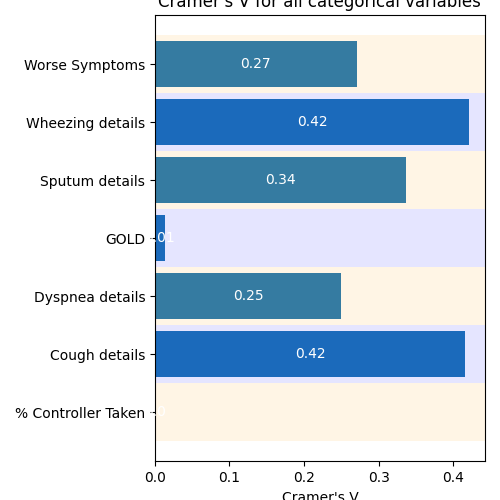 Cramer's V for all categorical variables
Worse Symptoms
0.27
Wheezing details
0.42
Sputum details
0.34
GOLD
Dyspnea details
0.25
Cough details
0.42
% Controller Taken
0.0 0.1 0.2 0.3 0.4
Cramer's V